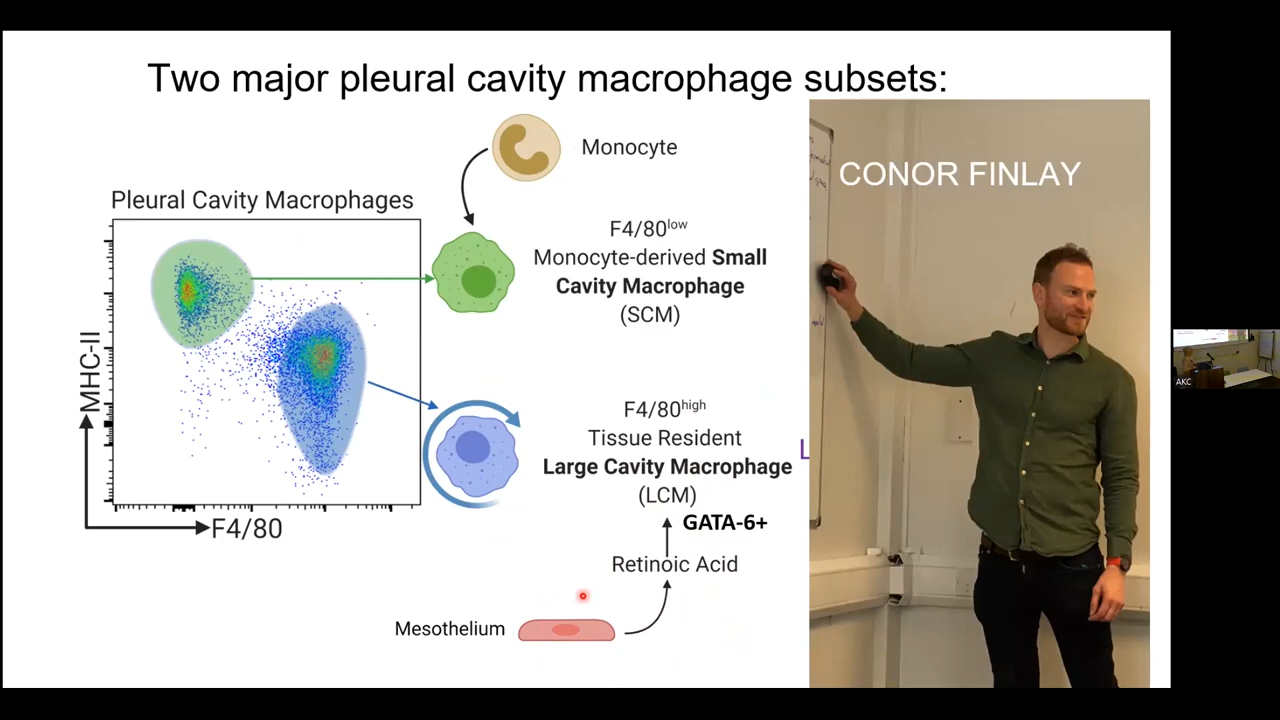 Two major pleural cavity macrophage subsets:
Monocyte
CONOR FINLAY
Pleural Cavity Macrophages
F4/80low
Monocyte-derived Small
Cavity Macrophage
(SCM)
MHC-II
F4/80
F4/80high
Tissue Resident
Large Cavity Macrophage
(LCM)
L
GATA-6+
Retinoic Acid
Mesothelium
AKC